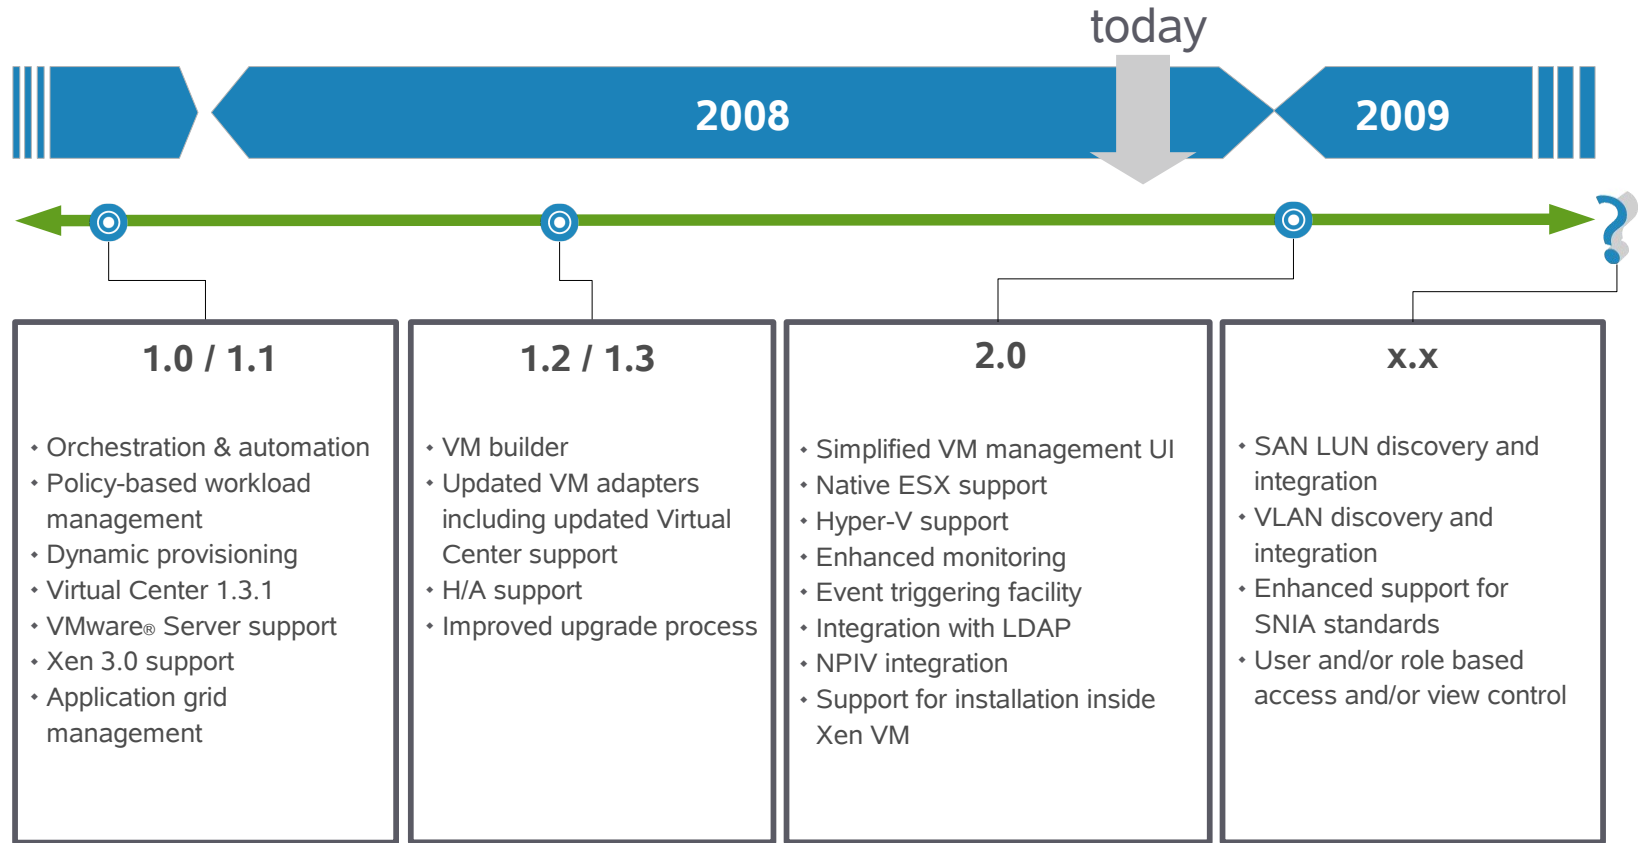 today
2008
2009
?
1.0 / 1.1
• Orchestration & automation
• Policy-based workload
management
• Dynamic provisioning
• Virtual Center 1.3.1
• VMware® Server support
• Xen 3.0 support
• Application grid
management
1.2 / 1.3
• VM builder
• Updated VM adapters
including updated Virtual
Center support
• H/A support
• Improved upgrade process
2.0
• Simplified VM management UI
• Native ESX support
• Hyper-V support
• Enhanced monitoring
• Event triggering facility
• Integration with LDAP
• NPIV integration
• Support for installation inside
Xen VM
x.x
• SAN LUN discovery and
integration
• VLAN discovery and
integration
• Enhanced support for
SNIA standards
• User and/or role based
access and/or view control